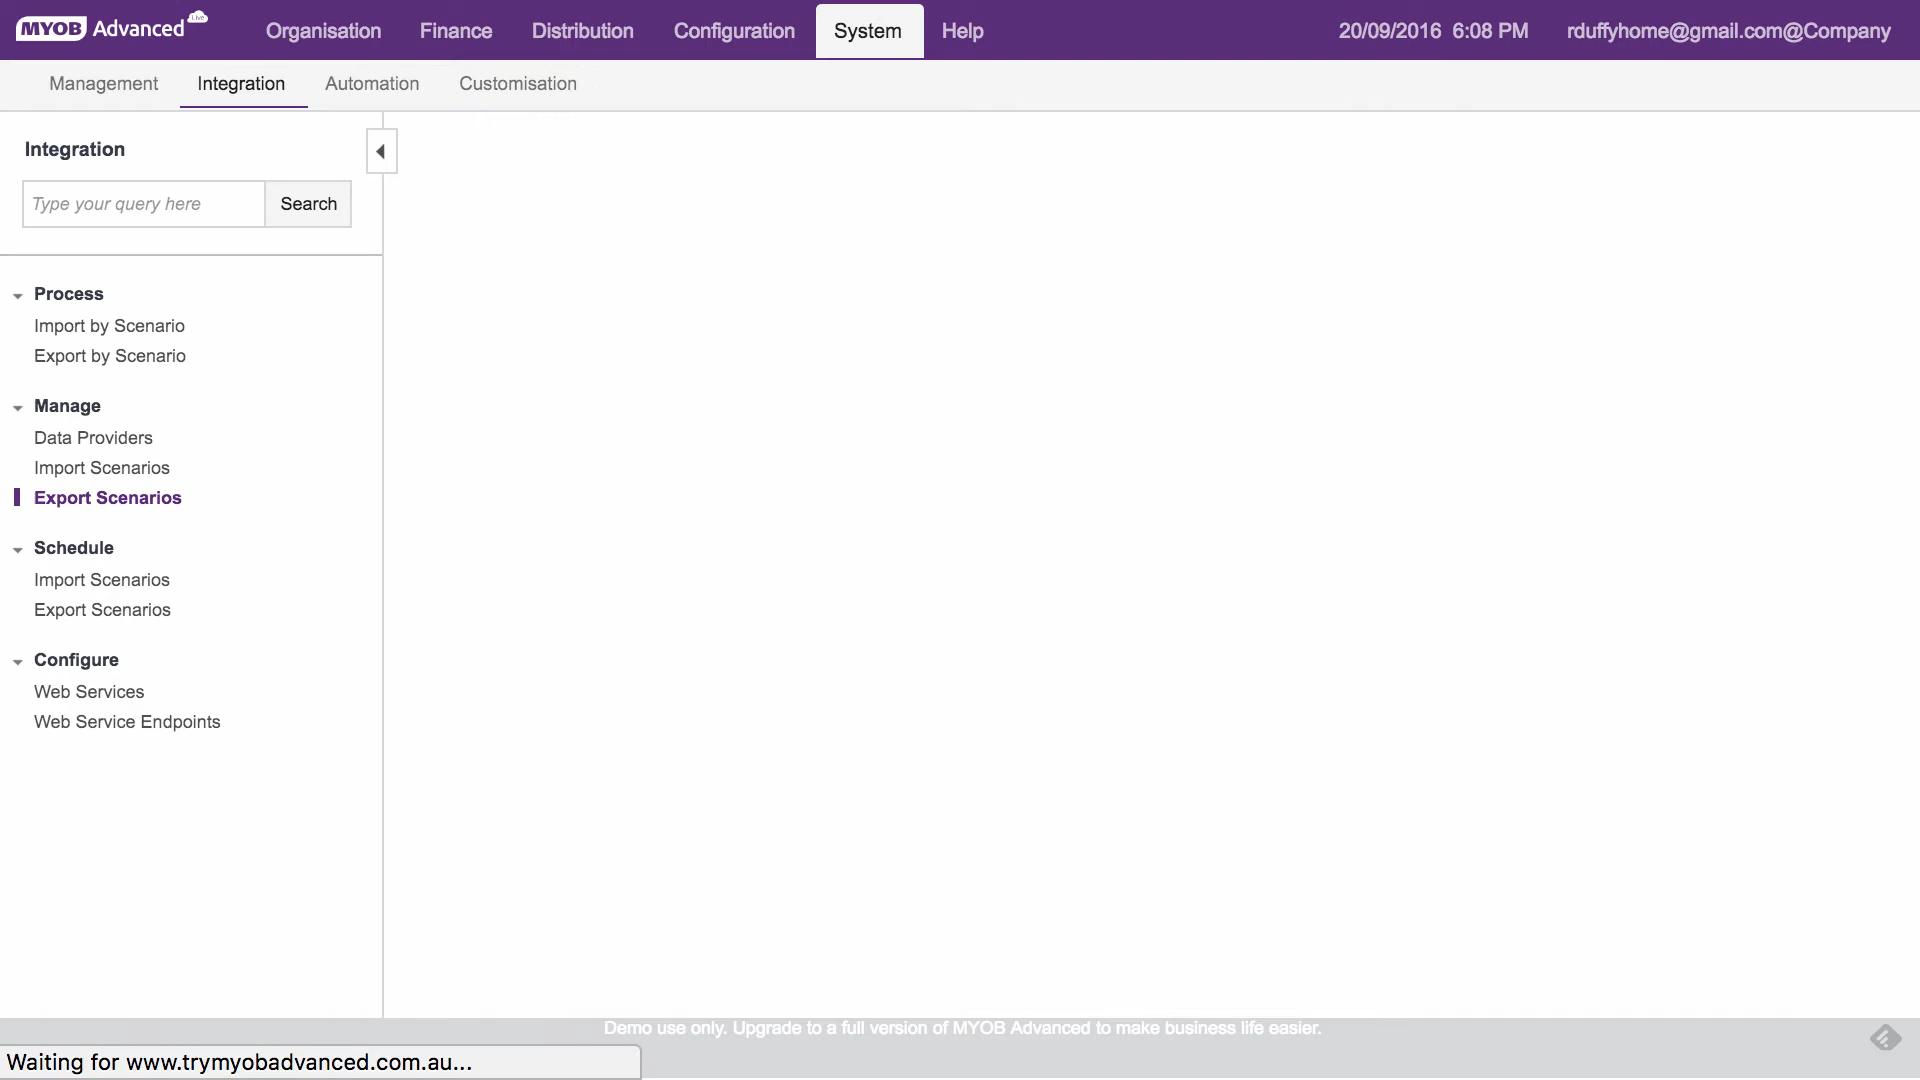 MYOB Advanced Live
Organisation Finance Distribution Configuration System Help 20/09/2016 6:08 PM rduffyhome@gmail.com@Company
Management Integration Automation Customisation
Integration
Type your query here Search
Process
Import by Scenario
Export by Scenario
Manage
Data Providers
Import Scenarios
Export Scenarios
Schedule
Import Scenarios
Export Scenarios
Configure
Web Services
Web Service Endpoints
Demo use only. Upgrade to a full version of MYOB Advanced to make business life easier.
Waiting for www.trymyobadvanced.com.au...